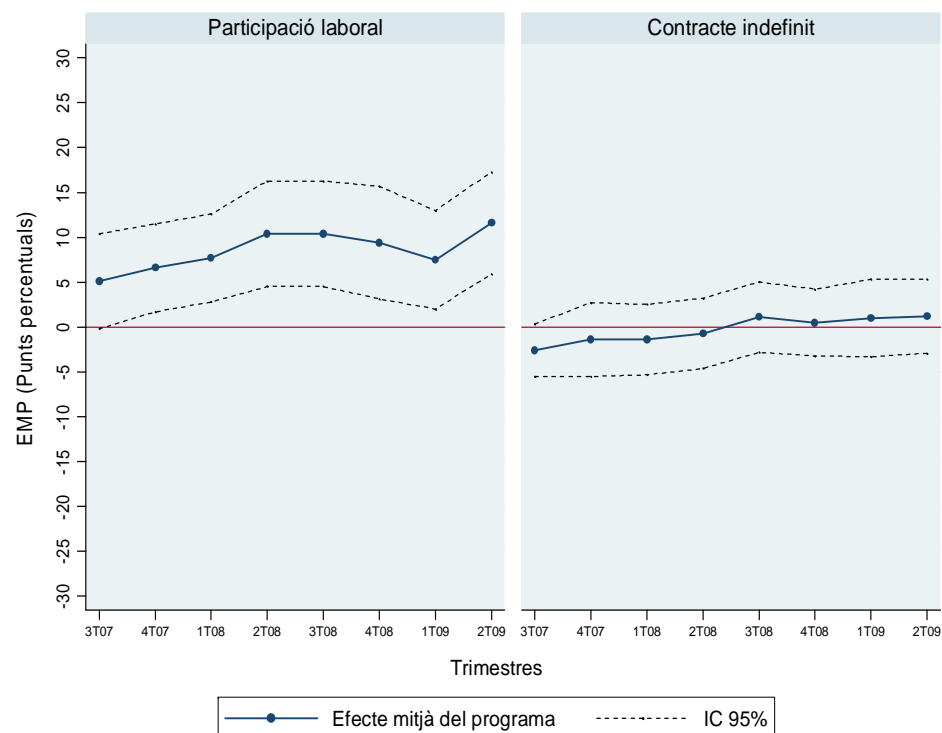 Participació laboral
Contracte indefinit
EMP (Punts percentuals)
30
25
20
15
10
5
0
-5
-10
-15
-20
-25
-30
3T07 4T07 1T08 2T08 3T08 4T08 1T09 2T09
3T07 4T07 1T08 2T08 3T08 4T08 1T09 2T09
Trimestres
Efecte mitjà del programa
IC 95%